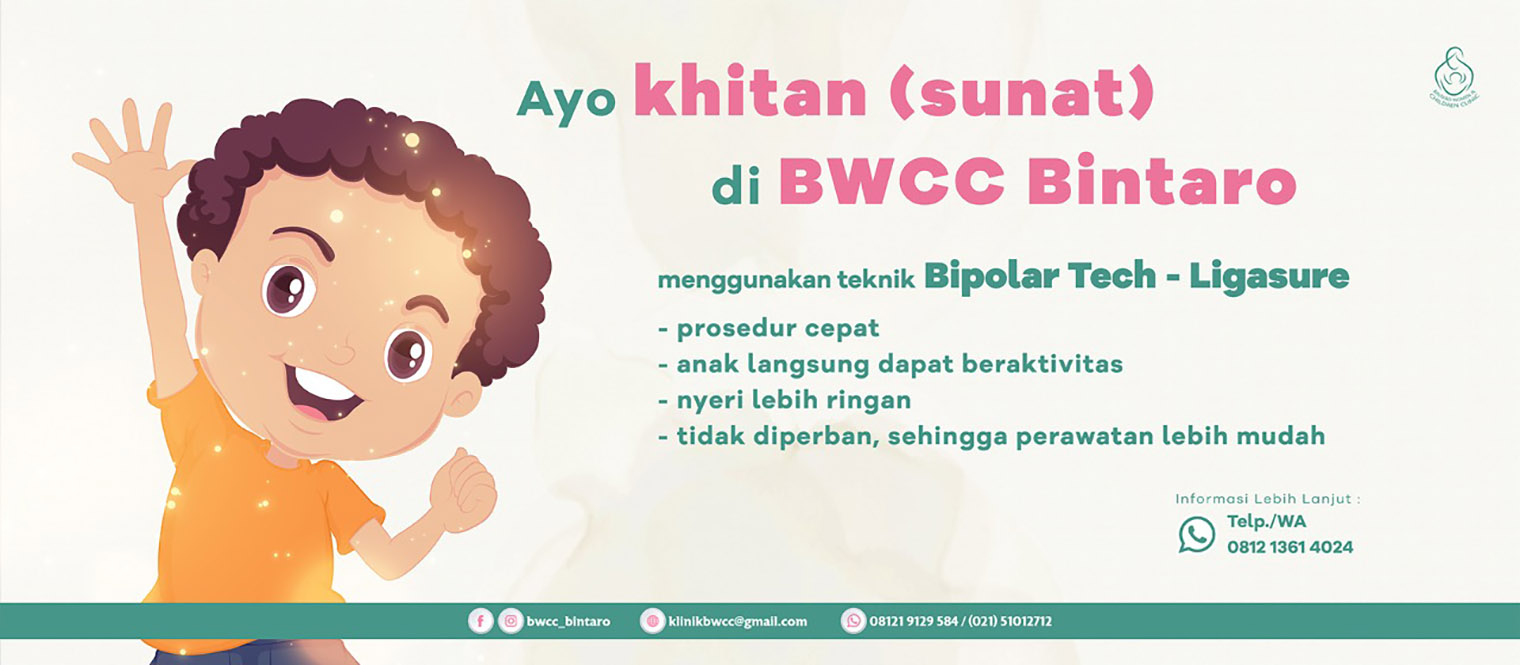 Ayo khitan (sunat)
di BWCC Bintaro
menggunakan teknik Bipolar Tech - Ligasure
- prosedur cepat
- anak langsung dapat beraktivitas
- nyeri lebih ringan
- tidak diperban, sehingga perawatan lebih mudah
Informasi Lebih Lanjut :
Telp./WA
0812 1361 4024
bwcc_bintaro klinikbwcc@gmail.com 08121 9129 584 / (021) 51012712
CHILDREN CLINIC